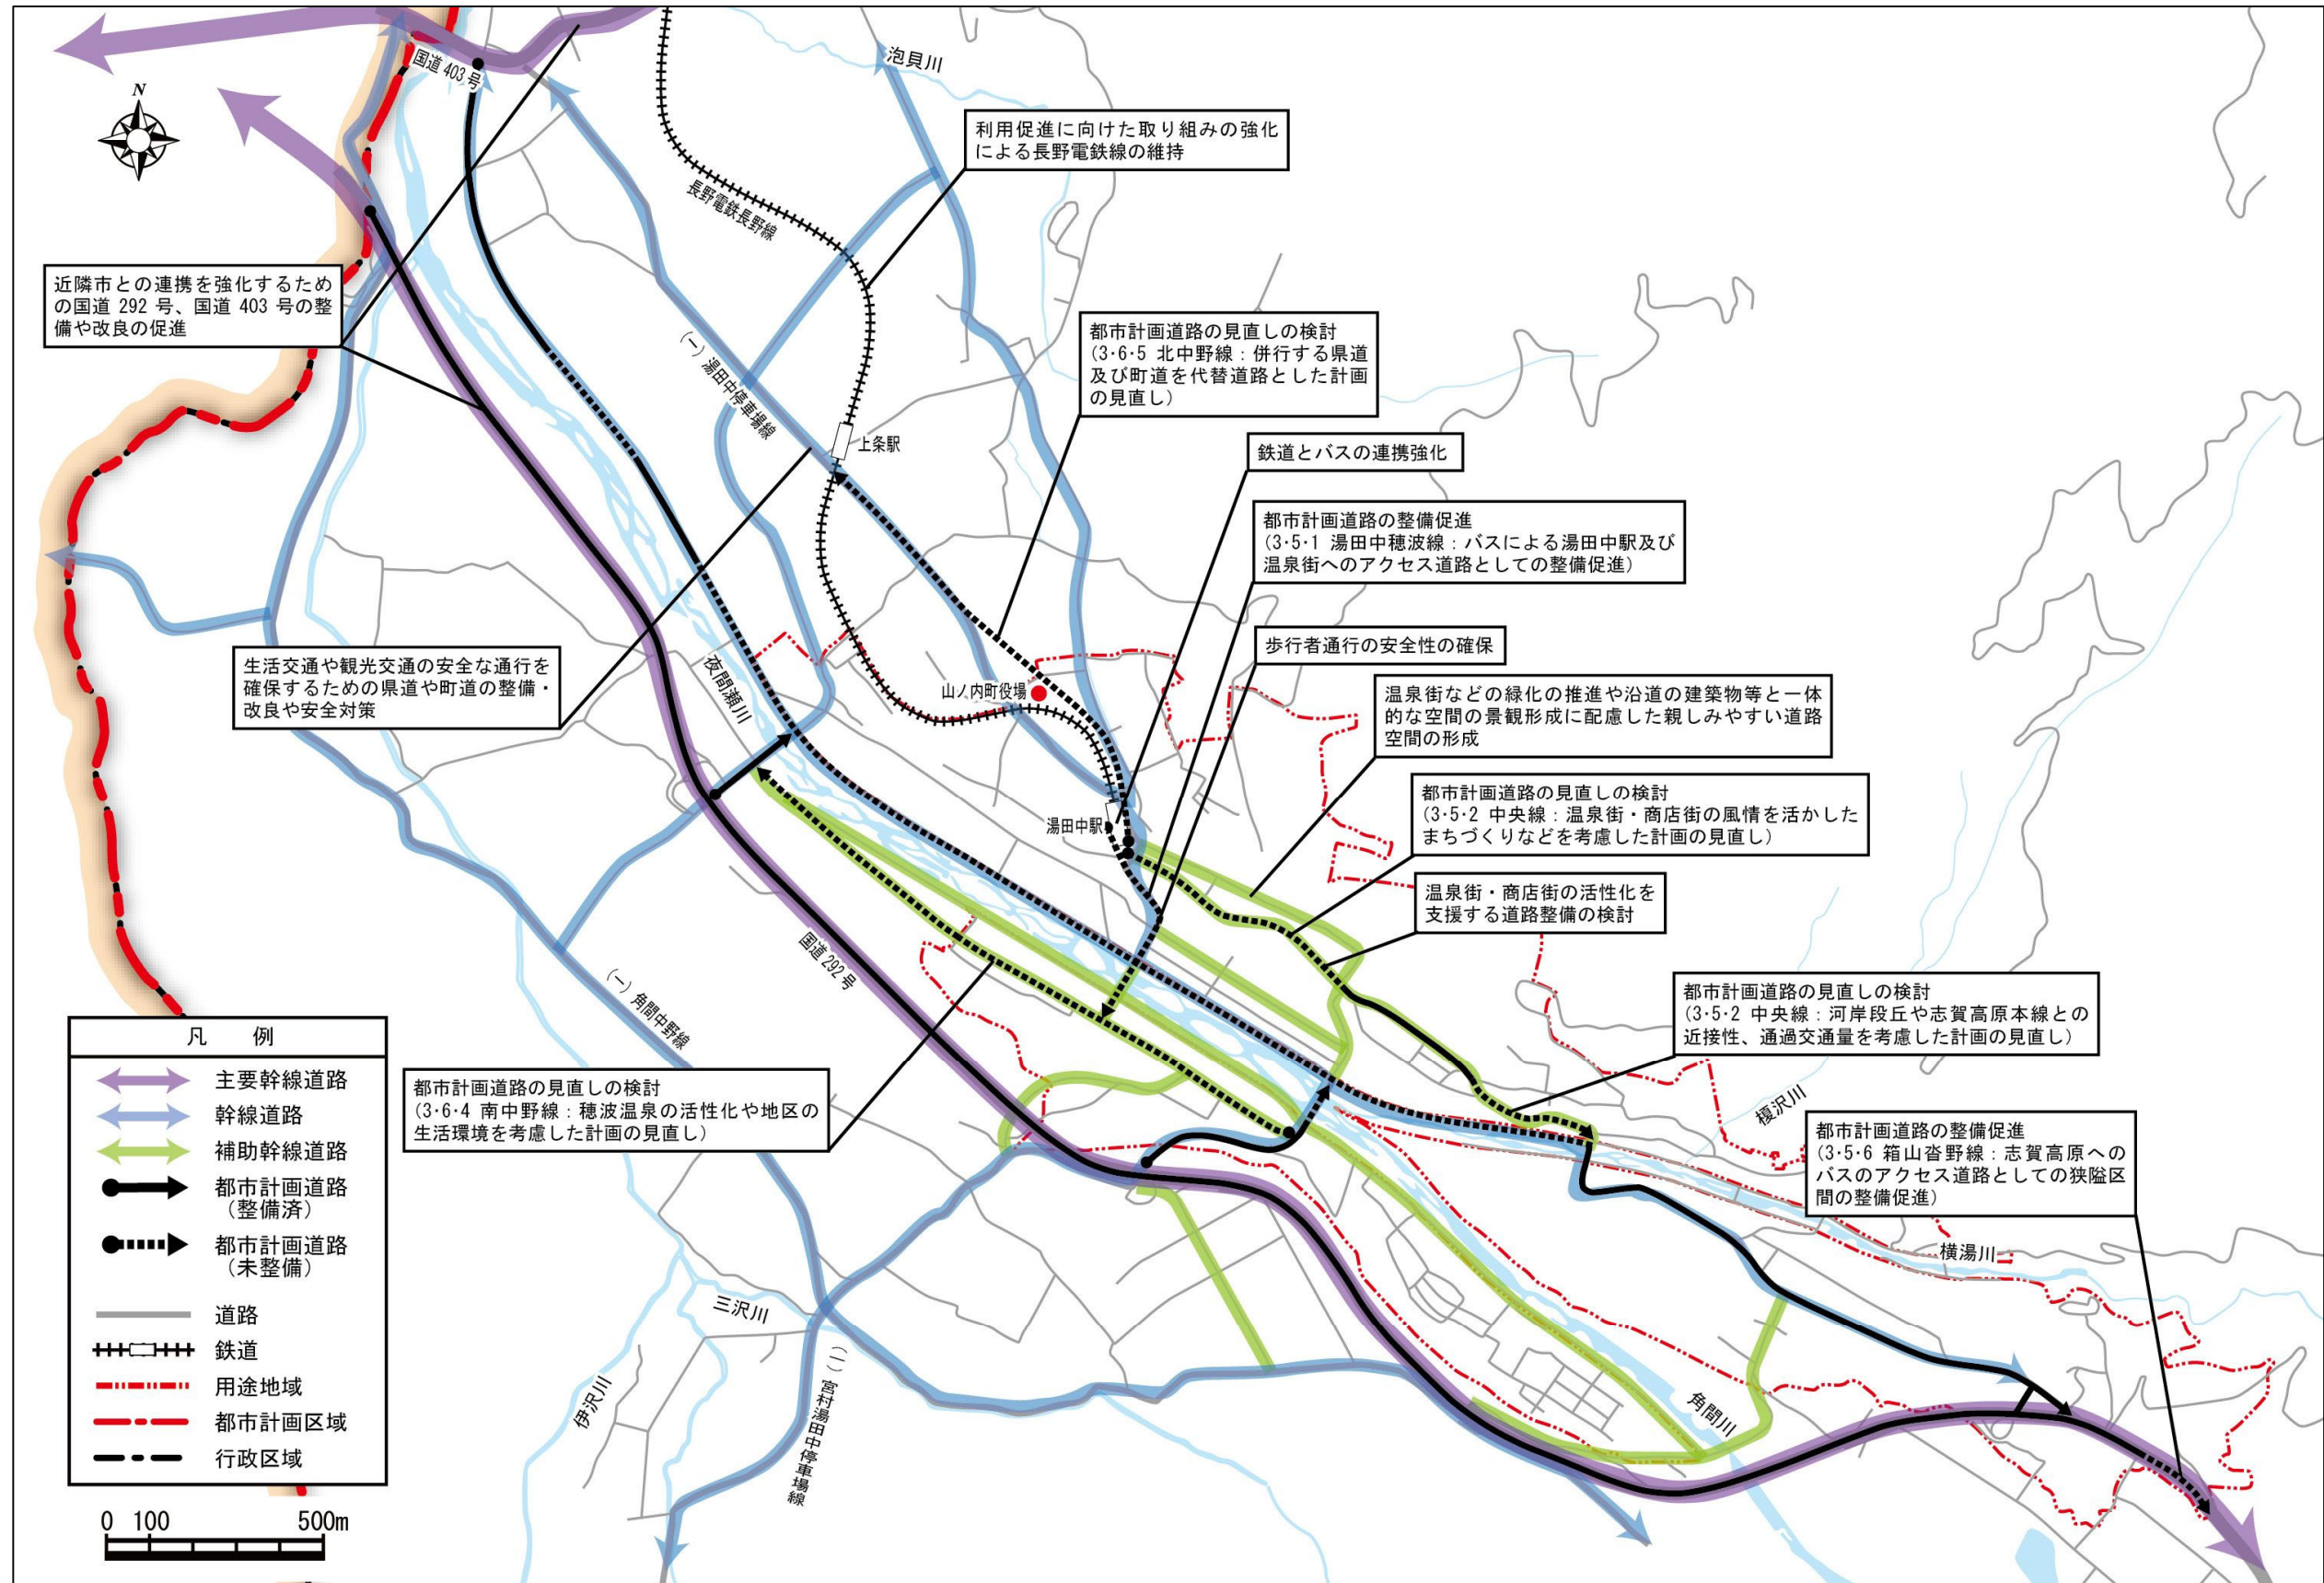 国道 403 号
泡貝川
N
利用促進に向けた取り組みの強化
による長野電鉄線の維持
長野電鉄長野線
近隣市との連携を強化するため
の国道 292 号、国道 403 号の整
備や改良の促進
都市計画道路の見直しの検討
(3・6・5 北中野線：併行する県道
及び町道を代替道路とした計画
の見直し)
(一) 湯田中停車場線
上条駅
鉄道とバスの連携強化
都市計画道路の整備促進
(3・5・1 湯田中穂波線：バスによる湯田中駅及び
温泉街へのアクセス道路としての整備促進)
歩行者通行の安全性の確保
生活交通や観光交通の安全な通行を
確保するための県道や町道の整備・
改良や安全対策
夜間瀬川
山ノ内町役場
温泉街などの緑化の推進や沿道の建築物等と一体
的な空間の景観形成に配慮した親しみやすい道路
空間の形成
都市計画道路の見直しの検討
(3・5・2 中央線：温泉街・商店街の風情を活かした
まちづくりなどを考慮した計画の見直し)
湯田中駅
温泉街・商店街の活性化を
支援する道路整備の検討
国道 292 号
(一) 角間中野線
都市計画道路の見直しの検討
(3・5・2 中央線：河岸段丘や志賀高原本線との
近接性、通過交通量を考慮した計画の見直し)
都市計画道路の見直しの検討
(3・6・4 南中野線：穂波温泉の活性化や地区の
生活環境を考慮した計画の見直し)
榎沢川
都市計画道路の整備促進
(3・5・6 箱山沓野線：志賀高原への
バスのアクセス道路としての狭隘区
間の整備促進)
横湯川
三沢川
伊沢川
(一) 宮村湯田中停車場線
角間川
凡 例
主要幹線道路
幹線道路
補助幹線道路
都市計画道路
(整備済)
都市計画道路
(未整備)
道路
鉄道
用途地域
都市計画区域
行政区域
0 100 500m